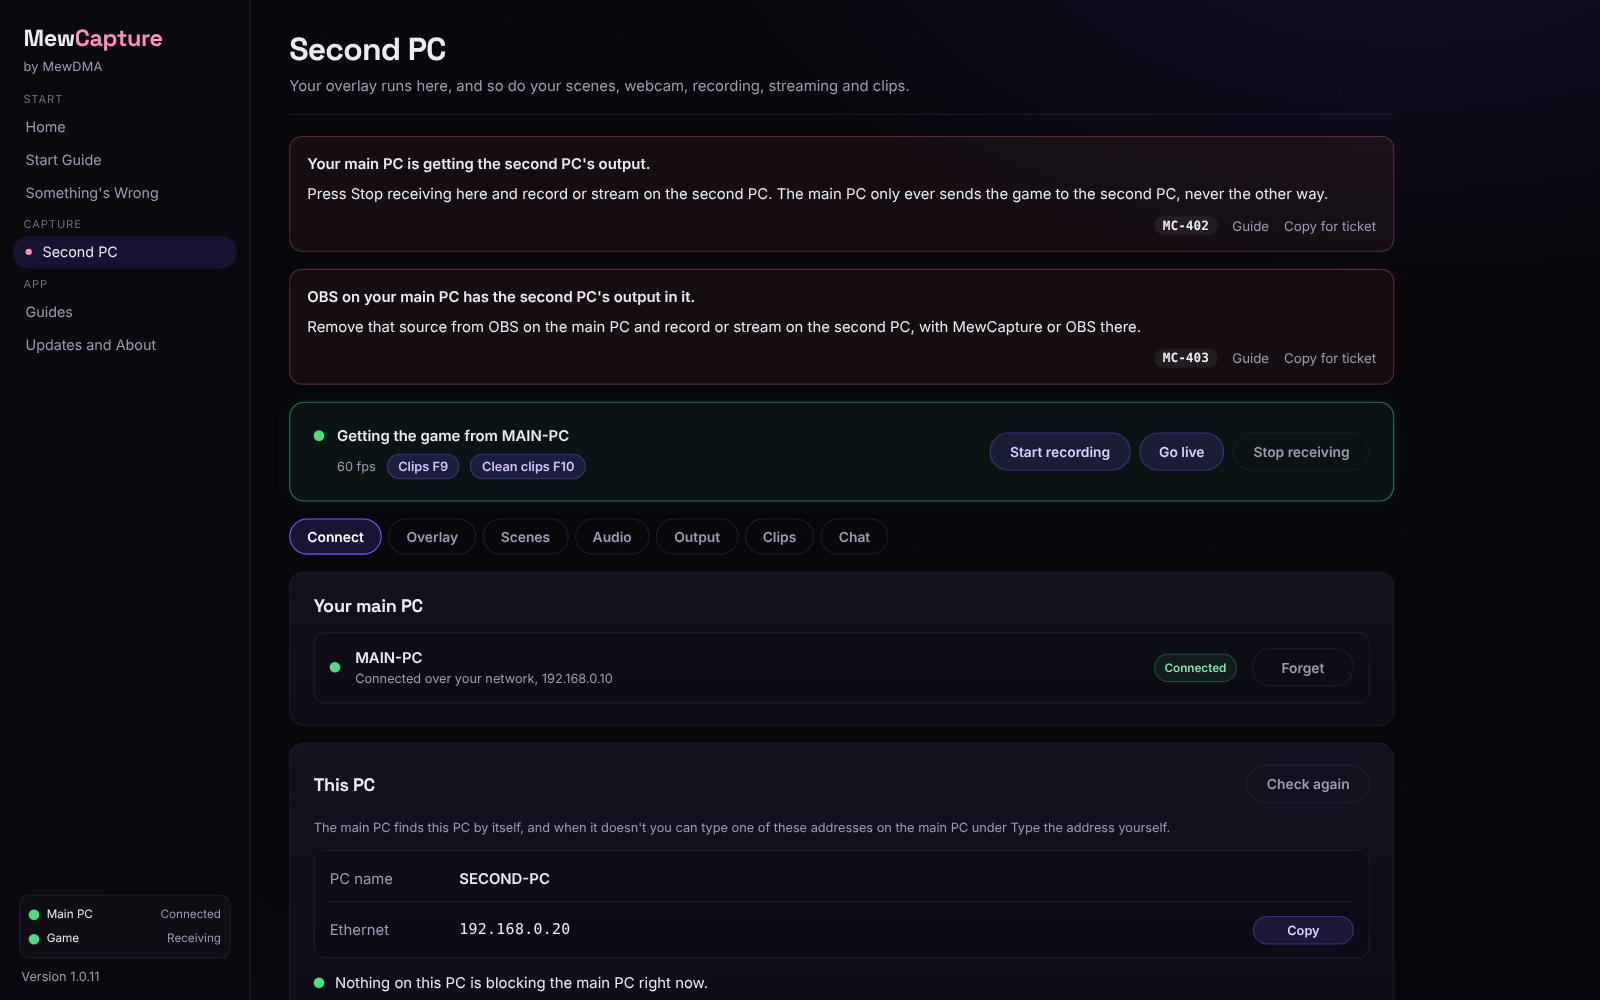 MewCapture
by MewDMA
START
Home
Start Guide
Something's Wrong
CAPTURE
Second PC
APP
Guides
Updates and About
Main PC Connected
Game Receiving
Version 1.0.11
Second PC
Your overlay runs here, and so do your scenes, webcam, recording, streaming and clips.
Your main PC is getting the second PC's output.
Press Stop receiving here and record or stream on the second PC. The main PC only ever sends the game to the second PC, never the other way.
MC-402 Guide Copy for ticket
OBS on your main PC has the second PC's output in it.
Remove that source from OBS on the main PC and record or stream on the second PC, with MewCapture or OBS there.
MC-403 Guide Copy for ticket
Getting the game from MAIN-PC
60 fps Clips F9 Clean clips F10
Start recording Go live Stop receiving
Connect Overlay Scenes Audio Output Clips Chat
Your main PC
MAIN-PC
Connected over your network, 192.168.0.10
Connected Forget
This PC
Check again
The main PC finds this PC by itself, and when it doesn't you can type one of these addresses on the main PC under Type the address yourself.
PC name SECOND-PC
Ethernet 192.168.0.20 Copy
Nothing on this PC is blocking the main PC right now.